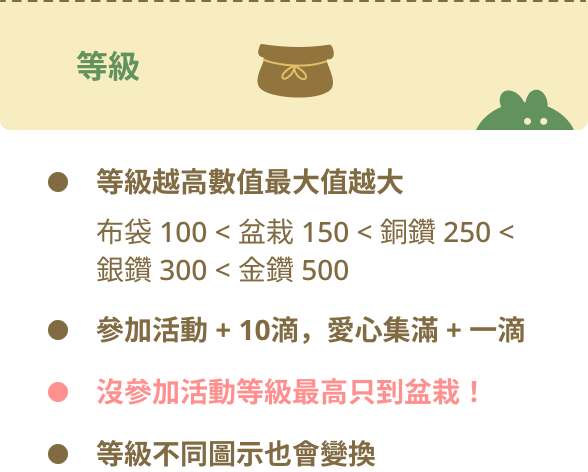 等級
等級越高數值最大值越大
布袋 100 < 盆栽 150 < 銅鑽 250 <
銀鑽 300 < 金鑽 500
參加活動 + 10滴，愛心集滿 + 一滴
沒參加活動等級最高只到盆栽！
等級不同圖示也會變換